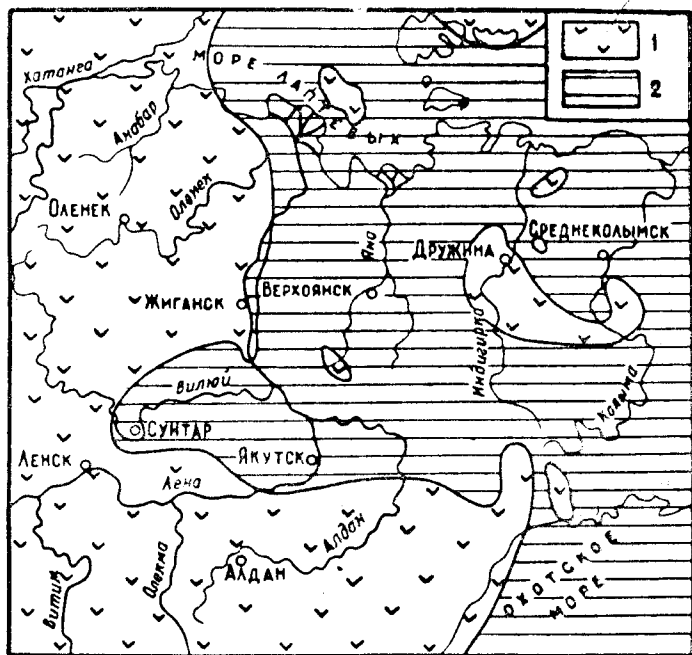 1
2
Хатанга
МОРЕ
ЛАПТЕВЫХ
Анабар
Оленек
ОЛЕНЕК
СРЕДНЕКОЛЫМСК
ДРУЖИНА
Яна
ЖИГАНСК
ВЕРХОЯНСК
Индигирка
Вилюй
Колыма
СУНТАР
ЯКУТСК
ЛЕНСК
Лена
Алдан
АЛДАН
Олекма
Витим
ОХОТСКОЕ
МОРЕ